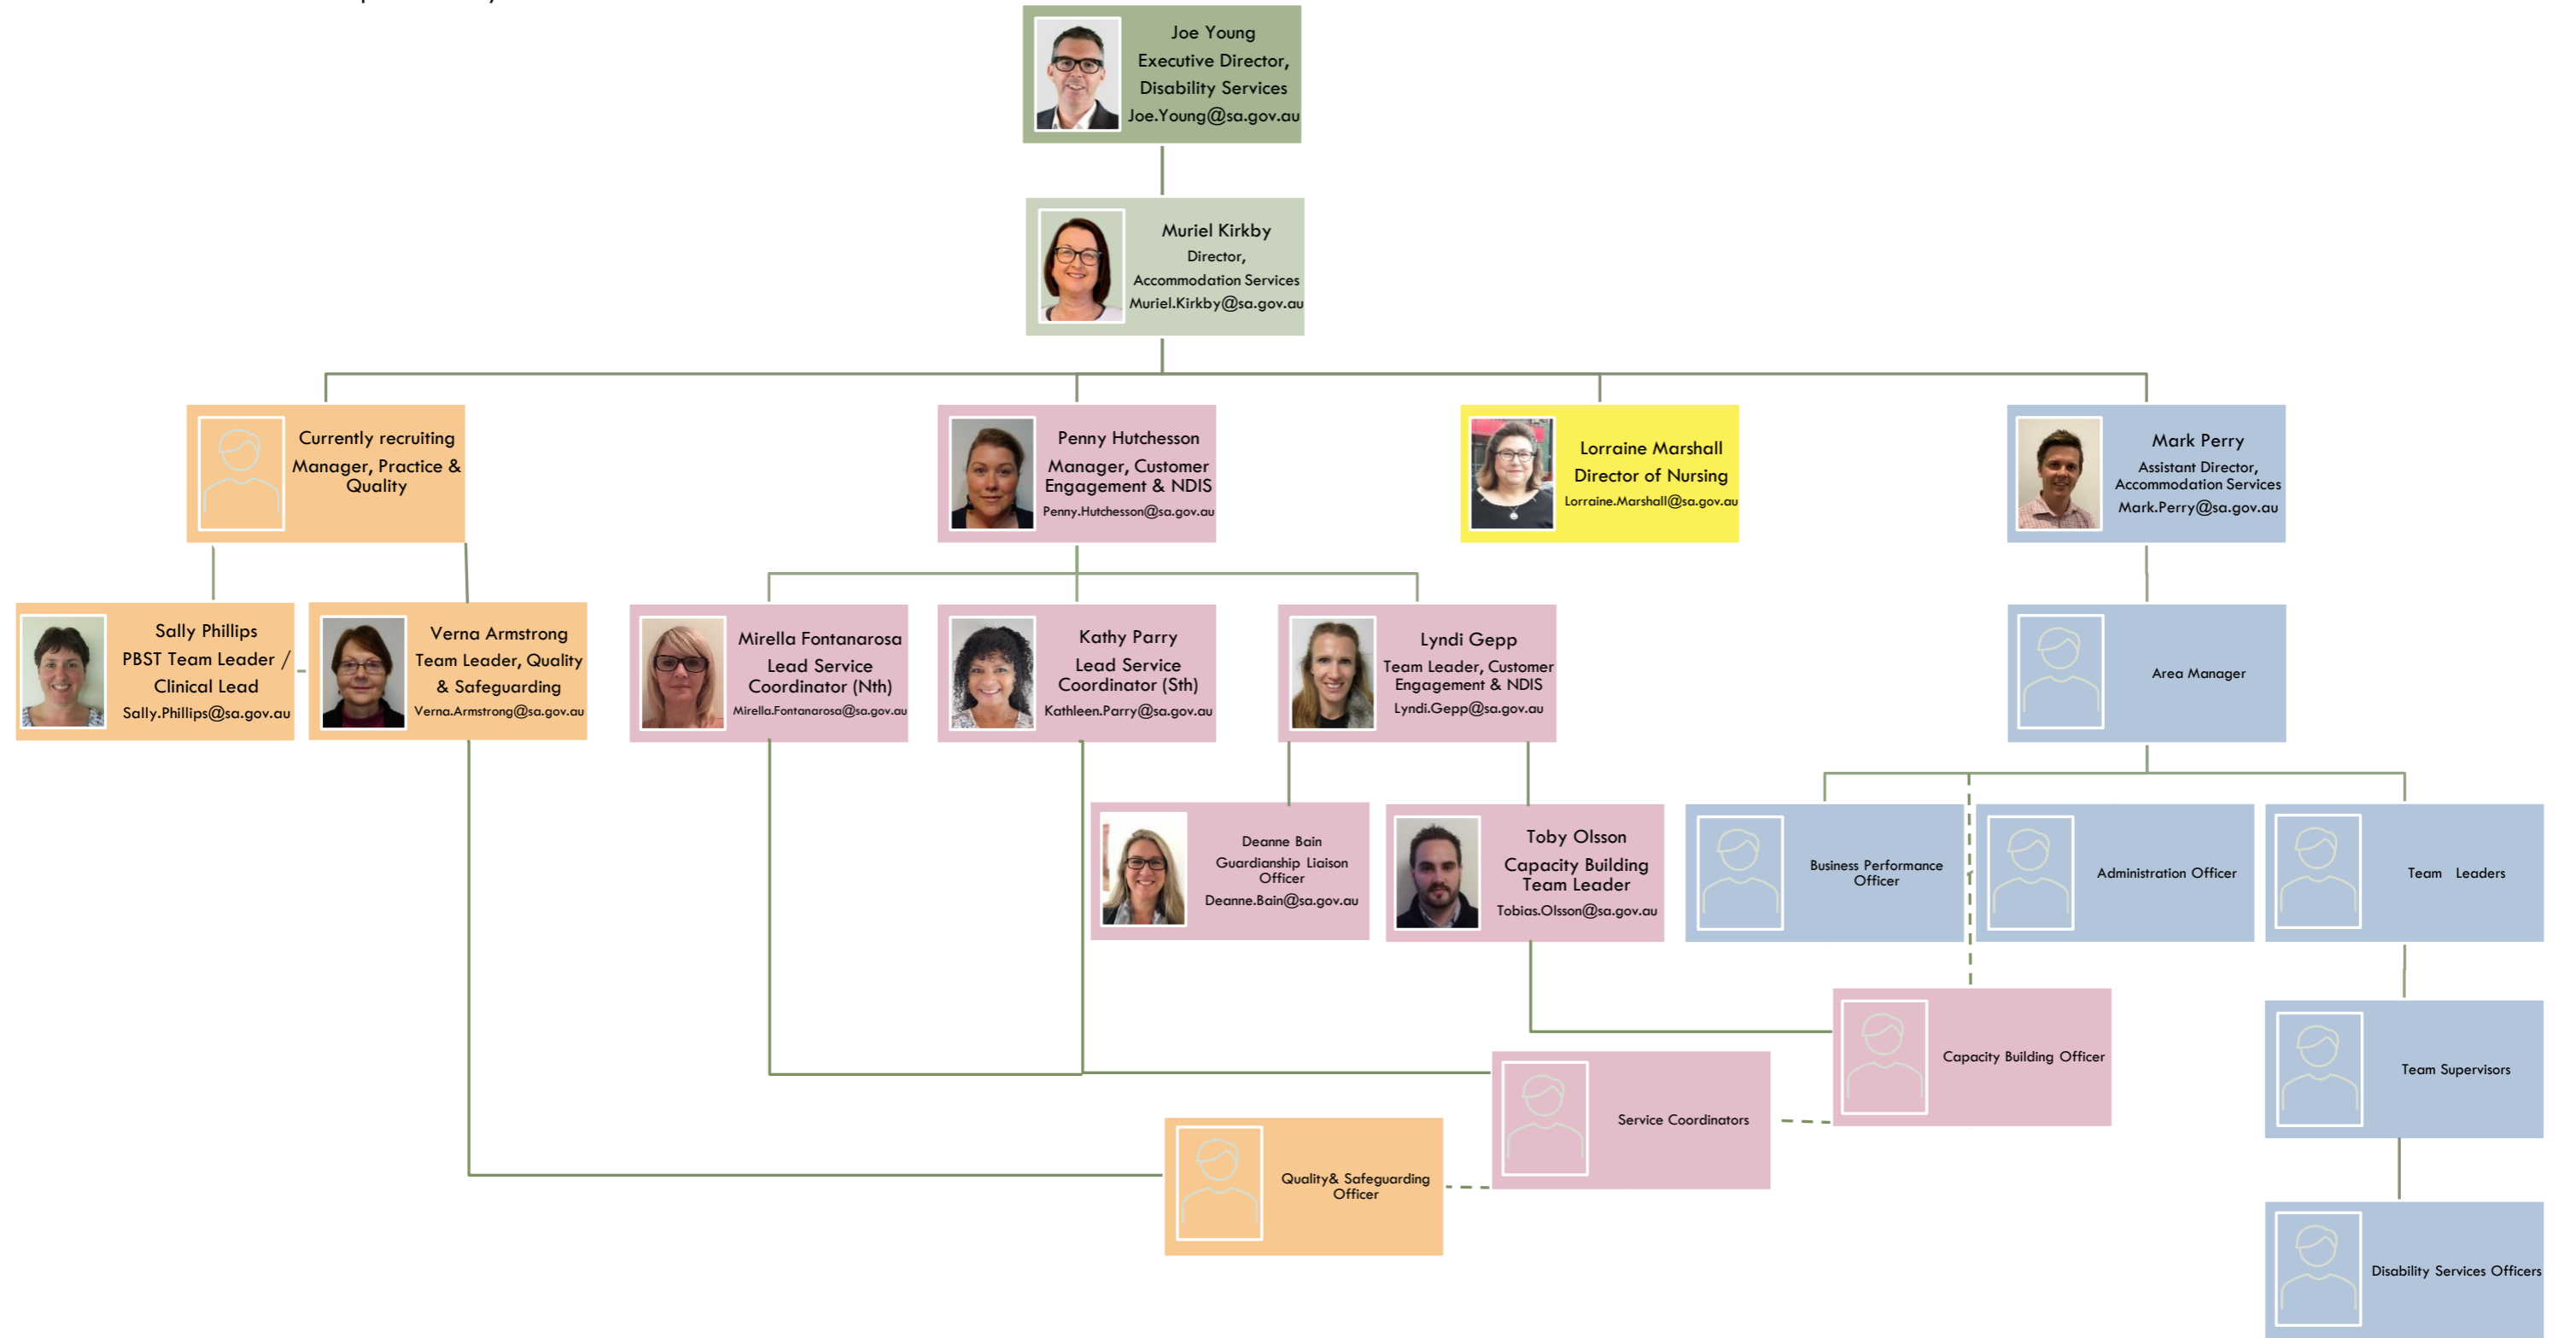 Joe Young
Executive Director,
Disability Services
Joe.Young@sa.gov.au
Muriel Kirkby
Director,
Accommodation Services
Muriel.Kirkby@sa.gov.au
Currently recruiting
Manager, Practice &
Quality
Penny Hutchesson
Manager, Customer
Engagement & NDIS
Penny.Hutchesson@sa.gov.au
Lorraine Marshall
Director of Nursing
Lorraine.Marshall@sa.gov.au
Mark Perry
Assistant Director,
Accommodation Services
Mark.Perry@sa.gov.au
Sally Phillips
PBST Team Leader /
Clinical Lead
Sally.Phillips@sa.gov.au
Verna Armstrong
Team Leader, Quality
& Safeguarding
Verna.Armstrong@sa.gov.au
Mirella Fontanarosa
Lead Service
Coordinator (Nth)
Mirella.Fontanarosa@sa.gov.au
Kathy Parry
Lead Service
Coordinator (Sth)
Kathleen.Parry@sa.gov.au
Lyndi Gepp
Team Leader, Customer
Engagement & NDIS
Lyndi.Gepp@sa.gov.au
Area Manager
Deanne Bain
Guardianship Liaison
Officer
Deanne.Bain@sa.gov.au
Toby Olsson
Capacity Building
Team Leader
Tobias.Olsson@sa.gov.au
Business Performance
Officer
Administration Officer
Team Leaders
Capacity Building Officer
Team Supervisors
Service Coordinators
Quality& Safeguarding
Officer
Disability Services Officers